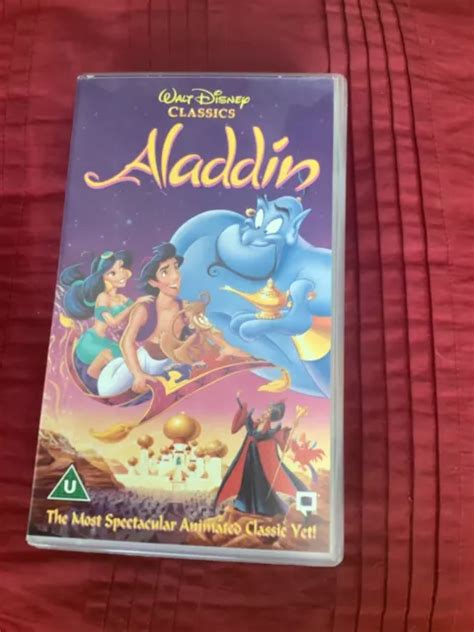 Walt Disney
CLASSICS
Aladdin
U
The Most Spectacular Animated Classic Yet!